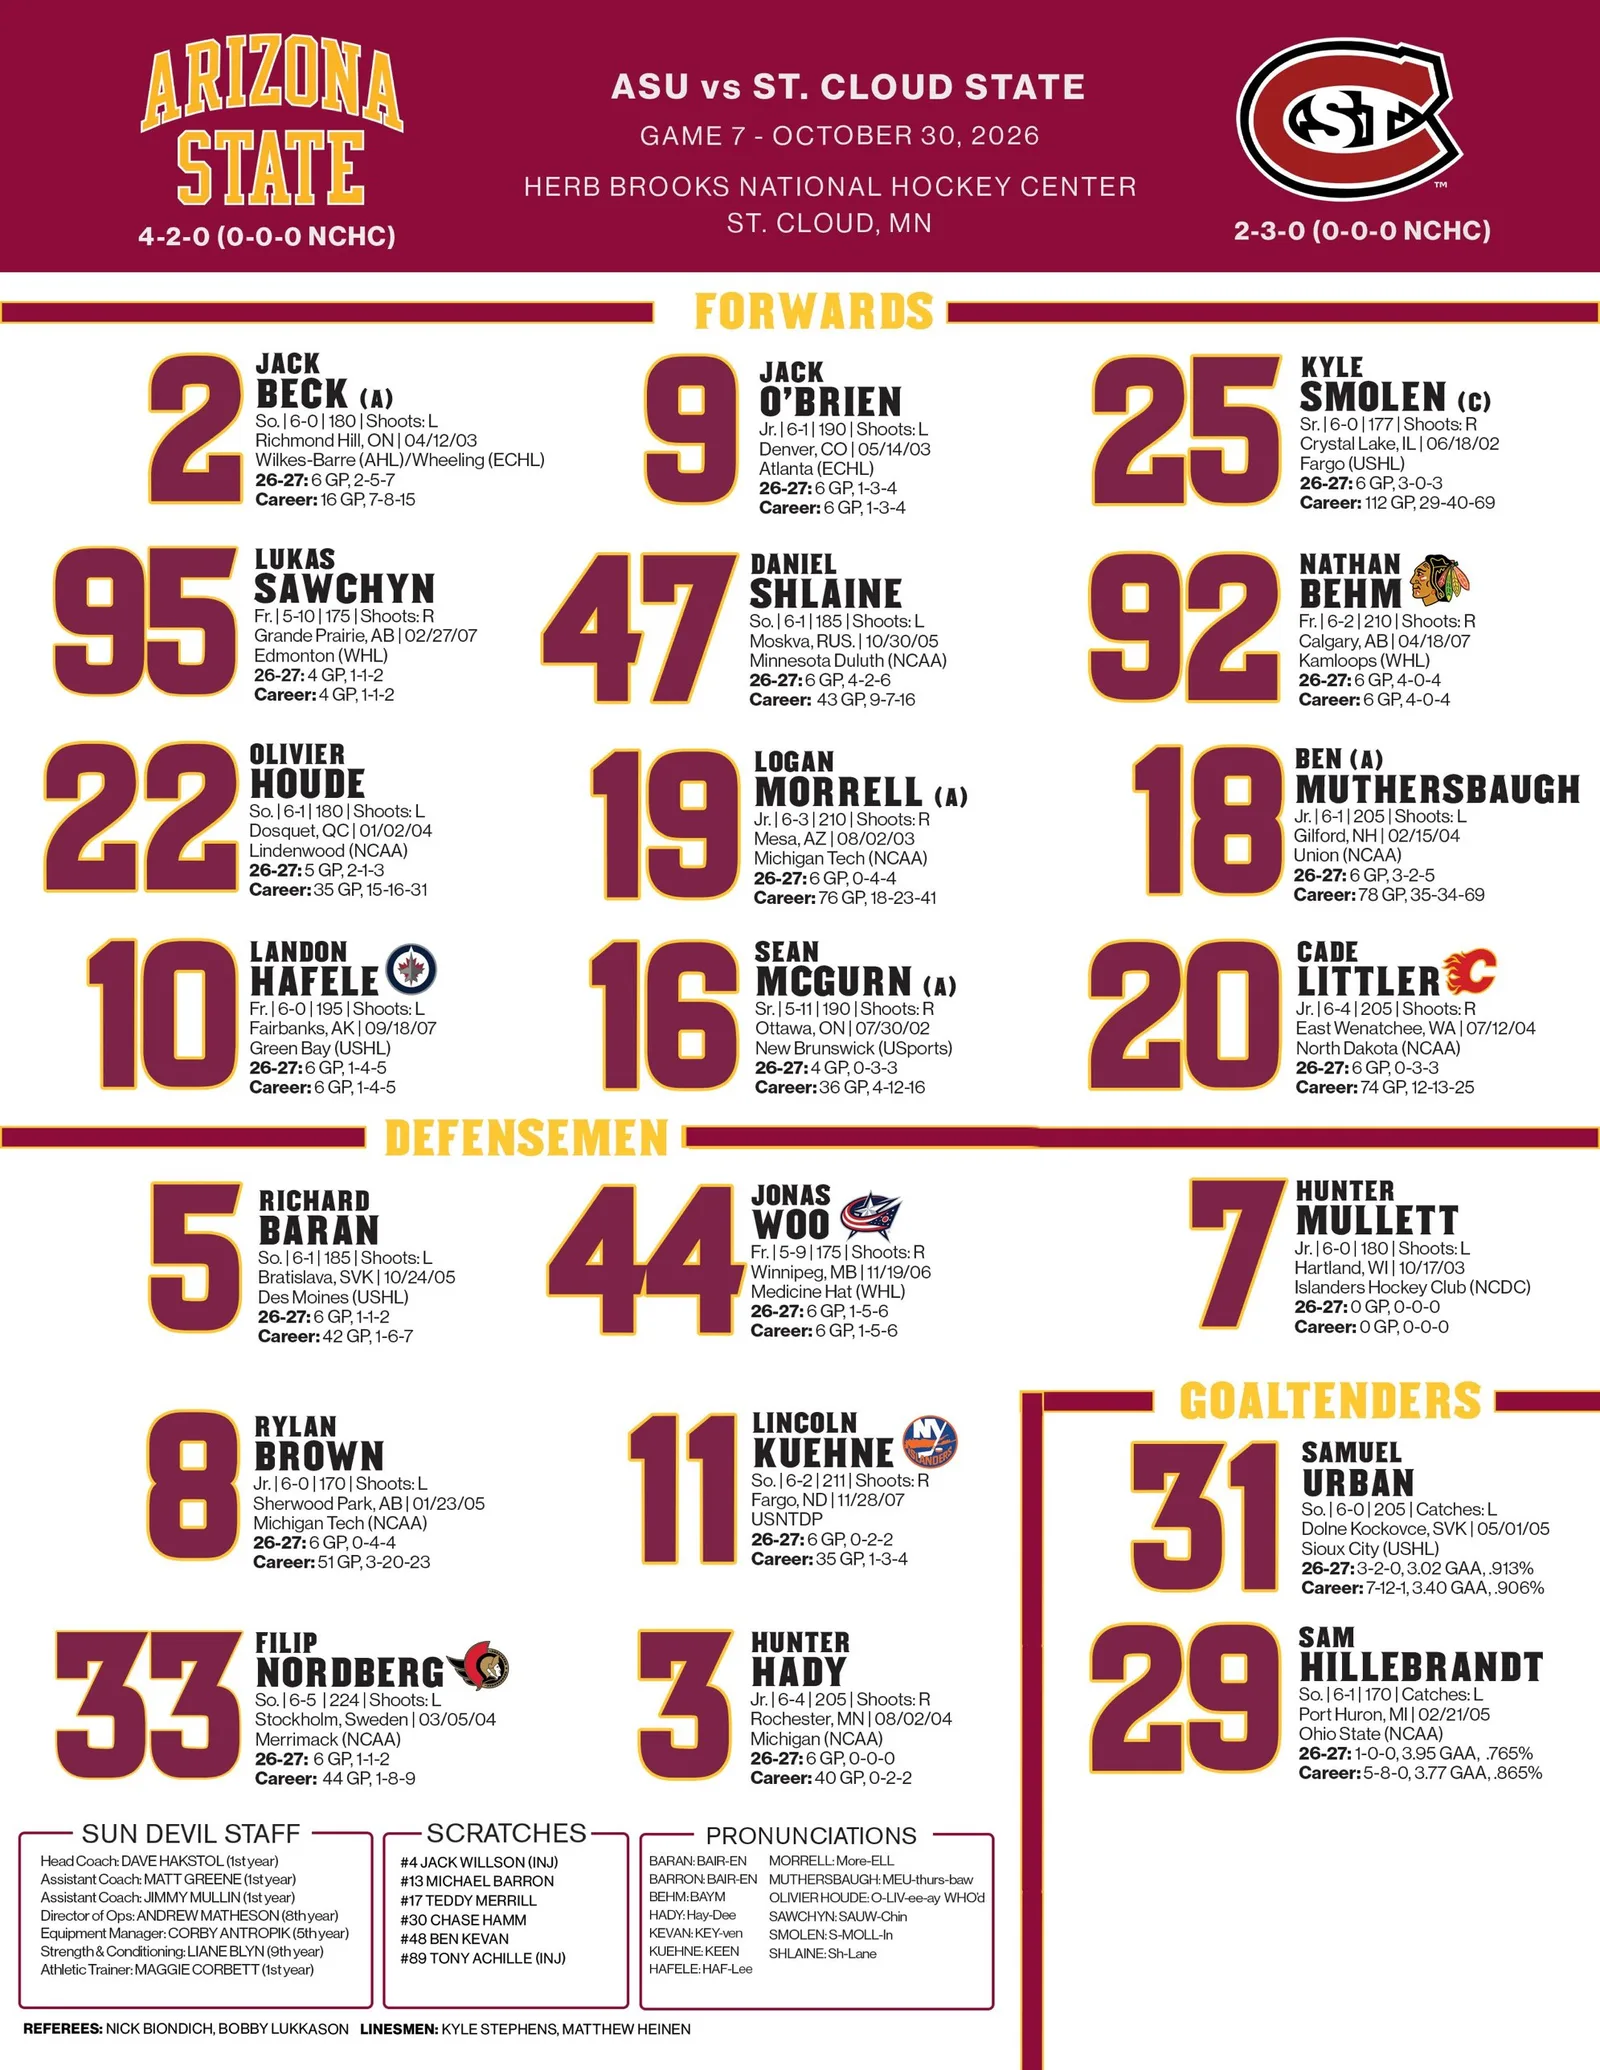 ARIZONA
STATE
4-2-0 (0-0-0 NCHC)
ASU vs ST. CLOUD STATE
GAME 7 - OCTOBER 30, 2026
HERB BROOKS NATIONAL HOCKEY CENTER
ST. CLOUD, MN
STC
™
2-3-0 (0-0-0 NCHC)
FORWARDS
2
JACK
BECK (A)
So. | 6-0 | 180 | Shoots: L
Richmond Hill, ON | 04/12/03
Wilkes-Barre (AHL)/Wheeling (ECHL)
26-27: 6 GP, 2-5-7
Career: 16 GP, 7-8-15
9
JACK
O'BRIEN
Jr. | 6-1 | 190 | Shoots: L
Denver, CO | 05/14/03
Atlanta (ECHL)
26-27: 6 GP, 1-3-4
Career: 6 GP, 1-3-4
25
KYLE
SMOLEN (C)
Sr. | 6-0 | 177 | Shoots: R
Crystal Lake, IL | 06/18/02
Fargo (USHL)
26-27: 6 GP, 3-0-3
Career: 112 GP, 29-40-69
95
LUKAS
SAWCHYN
Fr. | 5-10 | 175 | Shoots: R
Grande Prairie, AB | 02/27/07
Edmonton (WHL)
26-27: 4 GP, 1-1-2
Career: 4 GP, 1-1-2
47
DANIEL
SHLAINE
So. | 6-1 | 185 | Shoots: L
Moskva, RUS. | 10/30/05
Minnesota Duluth (NCAA)
26-27: 6 GP, 4-2-6
Career: 43 GP, 9-7-16
92
NATHAN
BEHM
Fr. | 6-2 | 210 | Shoots: R
Calgary, AB | 04/18/07
Kamloops (WHL)
26-27: 6 GP, 4-0-4
Career: 6 GP, 4-0-4
22
OLIVIER
HOUDE
So. | 6-1 | 180 | Shoots: L
Dosquet, QC | 01/02/04
Lindenwood (NCAA)
26-27: 5 GP, 2-1-3
Career: 35 GP, 15-16-31
19
LOGAN
MORRELL (A)
Jr. | 6-3 | 210 | Shoots: R
Mesa, AZ | 08/02/03
Michigan Tech (NCAA)
26-27: 6 GP, 0-4-4
Career: 76 GP, 18-23-41
18
BEN (A)
MUTHERSBAUGH
Jr. | 6-1 | 205 | Shoots: L
Gilford, NH | 02/15/04
Union (NCAA)
26-27: 6 GP, 3-2-5
Career: 78 GP, 35-34-69
10
LANDON
HAFELE
Fr. | 6-0 | 195 | Shoots: L
Fairbanks, AK | 09/18/07
Green Bay (USHL)
26-27: 6 GP, 1-4-5
Career: 6 GP, 1-4-5
16
SEAN
MCGURN (A)
Sr. | 5-11 | 190 | Shoots: R
Ottawa, ON | 07/30/02
New Brunswick (USports)
26-27: 4 GP, 0-3-3
Career: 36 GP, 4-12-16
20
CADE
LITTLER
Jr. | 6-4 | 205 | Shoots: R
East Wenatchee, WA | 07/12/04
North Dakota (NCAA)
26-27: 6 GP, 0-3-3
Career: 74 GP, 12-13-25
DEFENSEMEN
5
RICHARD
BARAN
So. | 6-1 | 185 | Shoots: L
Bratislava, SVK | 10/24/05
Des Moines (USHL)
26-27: 6 GP, 1-1-2
Career: 42 GP, 1-6-7
44
JONAS
WOO
Fr. | 5-9 | 175 | Shoots: R
Winnipeg, MB | 11/19/06
Medicine Hat (WHL)
26-27: 6 GP, 1-5-6
Career: 6 GP, 1-5-6
7
HUNTER
MULLETT
Jr. | 6-0 | 180 | Shoots: L
Hartland, WI | 10/17/03
Islanders Hockey Club (NCDC)
26-27: 0 GP, 0-0-0
Career: 0 GP, 0-0-0
8
RYLAN
BROWN
Jr. | 6-0 | 170 | Shoots: L
Sherwood Park, AB | 01/23/05
Michigan Tech (NCAA)
26-27: 6 GP, 0-4-4
Career: 51 GP, 3-20-23
11
LINCOLN
KUEHNE
NY
ISLANDERS
So. | 6-2 | 211 | Shoots: R
Fargo, ND | 11/28/07
USNTDP
26-27: 6 GP, 0-2-2
Career: 35 GP, 1-3-4
33
FILIP
NORDBERG
So. | 6-5 | 224 | Shoots: L
Stockholm, Sweden | 03/05/04
Merrimack (NCAA)
26-27: 6 GP, 1-1-2
Career: 44 GP, 1-8-9
3
HUNTER
HADY
Jr. | 6-4 | 205 | Shoots: R
Rochester, MN | 08/02/04
Michigan (NCAA)
26-27: 6 GP, 0-0-0
Career: 40 GP, 0-2-2
GOALTENDERS
31
SAMUEL
URBAN
So. | 6-0 | 205 | Catches: L
Dolne Kockovce, SVK | 05/01/05
Sioux City (USHL)
26-27: 3-2-0, 3.02 GAA, .913%
Career: 7-12-1, 3.40 GAA, .906%
29
SAM
HILLEBRANDT
So. | 6-1 | 170 | Catches: L
Port Huron, MI | 02/21/05
Ohio State (NCAA)
26-27: 1-0-0, 3.95 GAA, .765%
Career: 5-8-0, 3.77 GAA, .865%
SUN DEVIL STAFF
Head Coach: DAVE HAKSTOL (1st year)
Assistant Coach: MATT GREENE (1st year)
Assistant Coach: JIMMY MULLIN (1st year)
Director of Ops: ANDREW MATHESON (8th year)
Equipment Manager: CORBY ANTROPIK (5th year)
Strength & Conditioning: LIANE BLYN (9th year)
Athletic Trainer: MAGGIE CORBETT (1st year)
SCRATCHES
#4 JACK WILLSON (INJ)
#13 MICHAEL BARRON
#17 TEDDY MERRILL
#30 CHASE HAMM
#48 BEN KEVAN
#89 TONY ACHILLE (INJ)
PRONUNCIATIONS
BARAN: BAIR-EN
BARRON: BAIR-EN
BEHM: BAYM
HADY: Hay-Dee
KEVAN: KEY-ven
KUEHNE: KEEN
HAFELE: HAF-Lee
MORRELL: More-ELL
MUTHERSBAUGH: MEU-thurs-baw
OLIVIER HOUDE: O-LIV-ee-ay WHO'd
SAWCHYN: SAUW-Chin
SMOLEN: S-MOLL-In
SHLAINE: Sh-Lane
REFEREES: NICK BIONDICH, BOBBY LUKKASON LINESMEN: KYLE STEPHENS, MATTHEW HEINEN